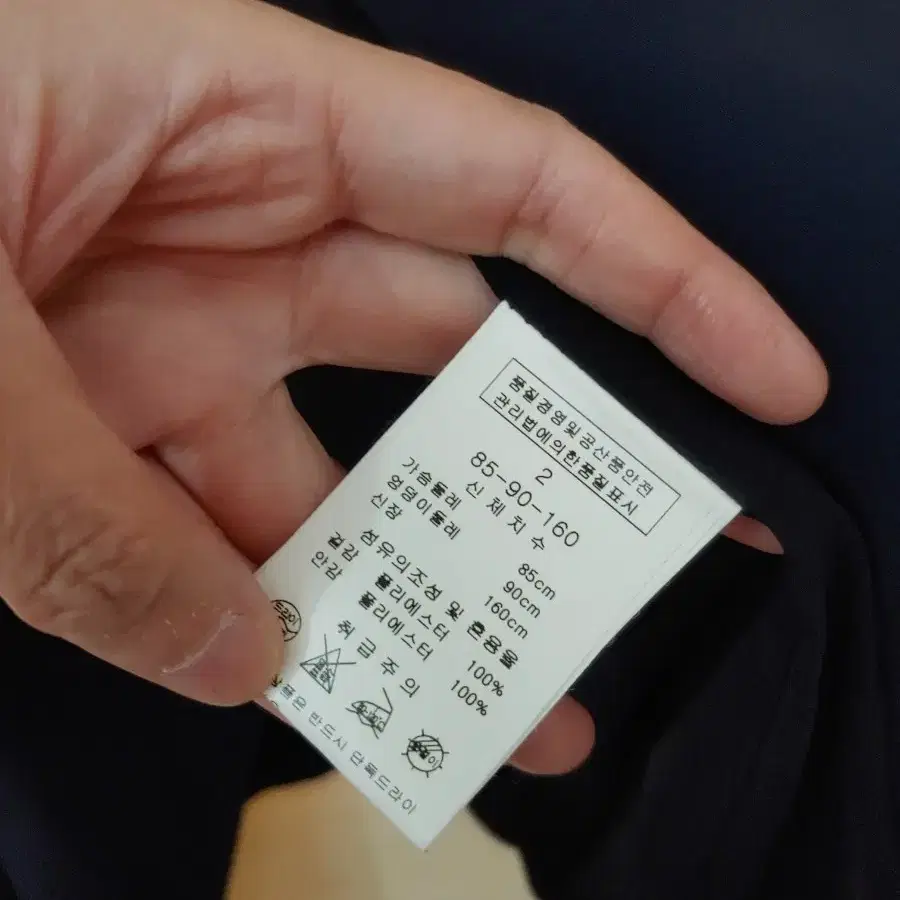 품질경영및공산품안전
관리법에의한품질표시
2
85-90-160
신 체 치 수
가슴둘레 85cm
엉덩이둘레 90cm
신장 160cm
섬유의조성 및 혼용율
겉감 폴리에스터 100%
안감 폴리에스터 100%
취 급 주 의
반드시 단독드라이